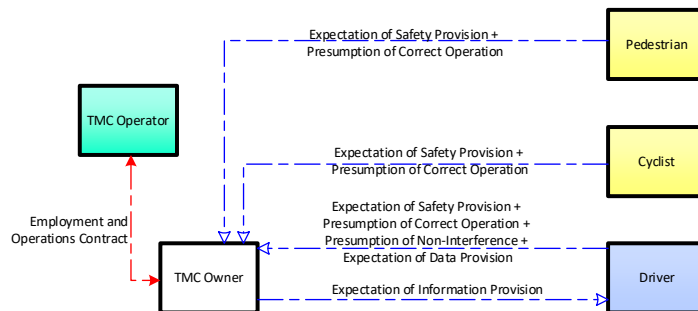 Expectation of Safety Provision +
Presumption of Correct Operation
Pedestrian
TMC Operator
Expectation of Safety Provision +
Presumption of Correct Operation
Cyclist
Employment and
Operations Contract
Expectation of Safety Provision +
Presumption of Correct Operation +
Presumption of Non-Interference +
Expectation of Data Provision
TMC Owner
Driver
Expectation of Information Provision